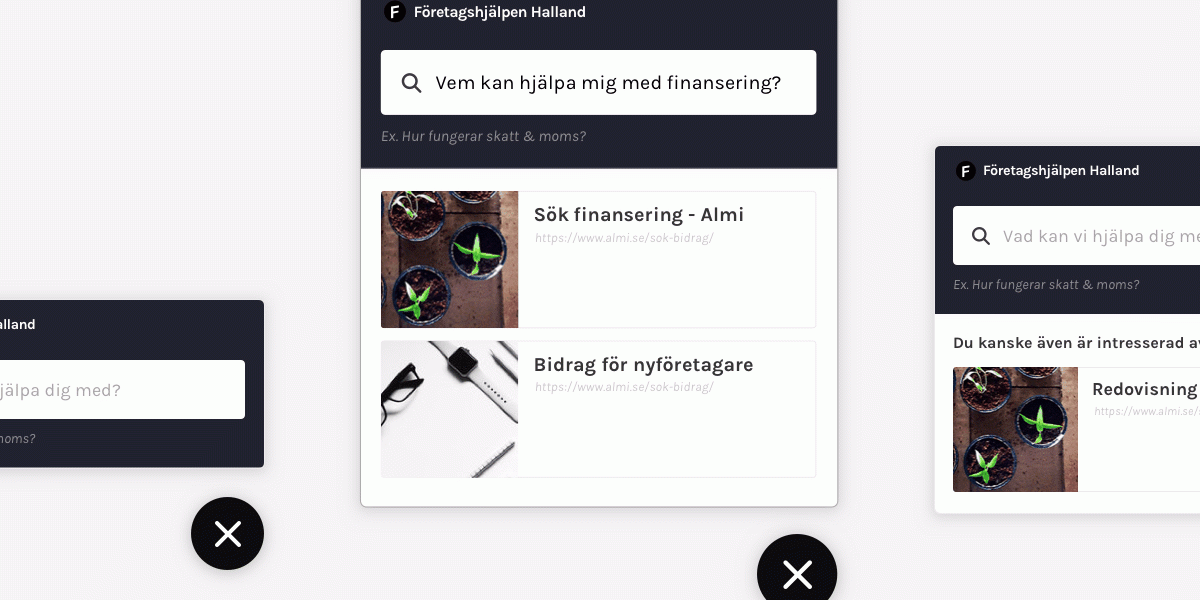 alland
jälpa dig med?
noms?
F Företagshjälpen Halland
Vem kan hjälpa mig med finansering?
Ex. Hur fungerar skatt & moms?
Sök finansering - Almi
https://www.almi.se/sok-bidrag/
Bidrag för nyföretagare
https://www.almi.se/sok-bidrag/
F Företagshjälpen Halland
Vad kan vi hjälpa dig me
Ex. Hur fungerar skatt & moms?
Du kanske även är intresserad av
Redovisning
https://www.almi.se/